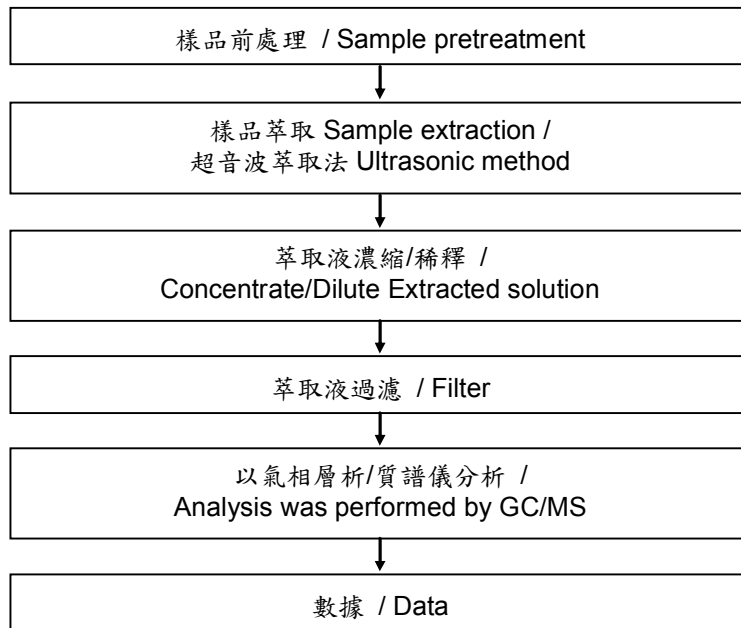 樣品前處理 / Sample pretreatment
樣品萃取 Sample extraction /
超音波萃取法 Ultrasonic method
萃取液濃縮/稀釋 /
Concentrate/Dilute Extracted solution
萃取液過濾 / Filter
以氣相層析/質譜儀分析 /
Analysis was performed by GC/MS
數據 / Data